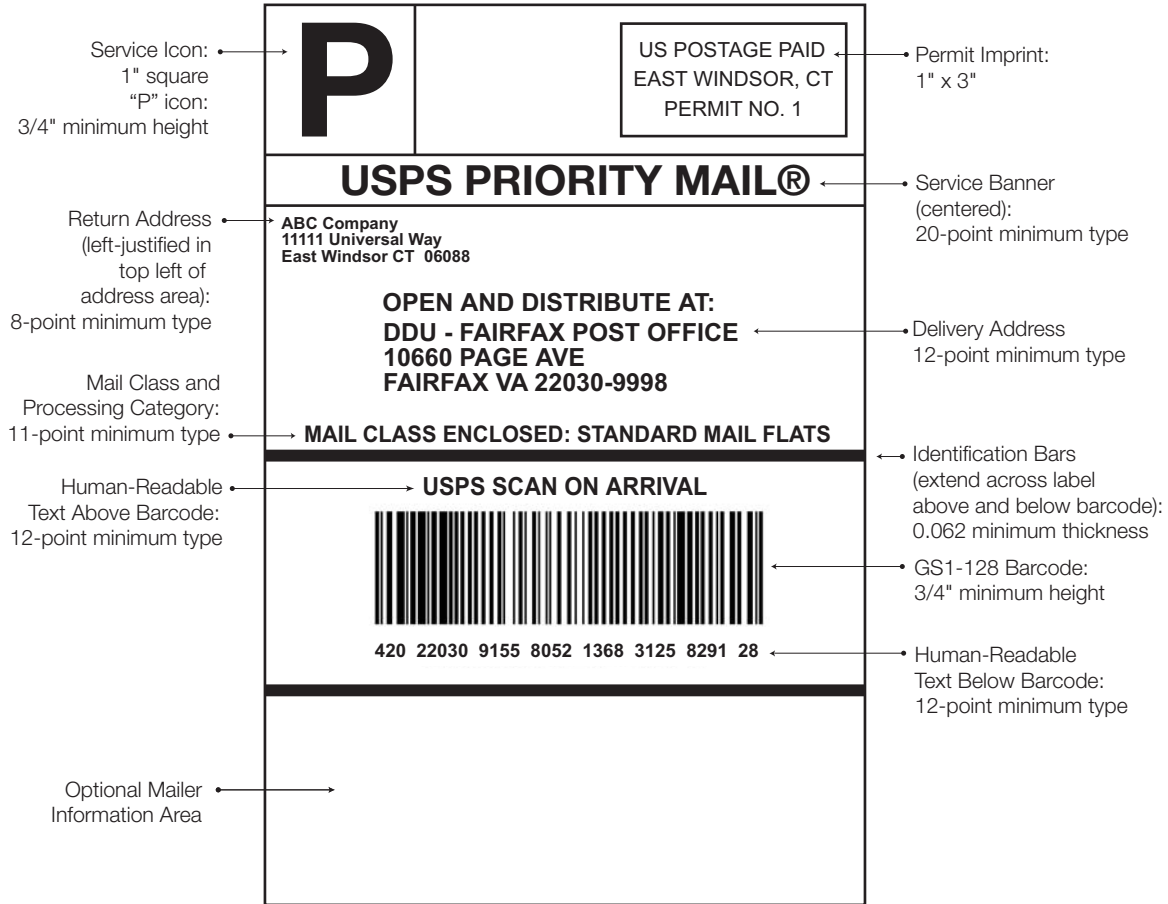 Service Icon:
1" square
“P” icon:
3/4" minimum height
P
US POSTAGE PAID
EAST WINDSOR, CT
PERMIT NO. 1
Permit Imprint:
1" x 3"
USPS PRIORITY MAIL®
Service Banner
(centered):
20-point minimum type
Return Address
(left-justified in
top left of
address area):
8-point minimum type
ABC Company
11111 Universal Way
East Windsor CT 06088
OPEN AND DISTRIBUTE AT:
DDU - FAIRFAX POST OFFICE
10660 PAGE AVE
FAIRFAX VA 22030-9998
Delivery Address
12-point minimum type
Mail Class and
Processing Category:
11-point minimum type
MAIL CLASS ENCLOSED: STANDARD MAIL FLATS
Identification Bars
(extend across label
above and below barcode):
0.062 minimum thickness
Human-Readable
Text Above Barcode:
12-point minimum type
USPS SCAN ON ARRIVAL
GS1-128 Barcode:
3/4" minimum height
420 22030 9155 8052 1368 3125 8291 28
Human-Readable
Text Below Barcode:
12-point minimum type
Optional Mailer
Information Area